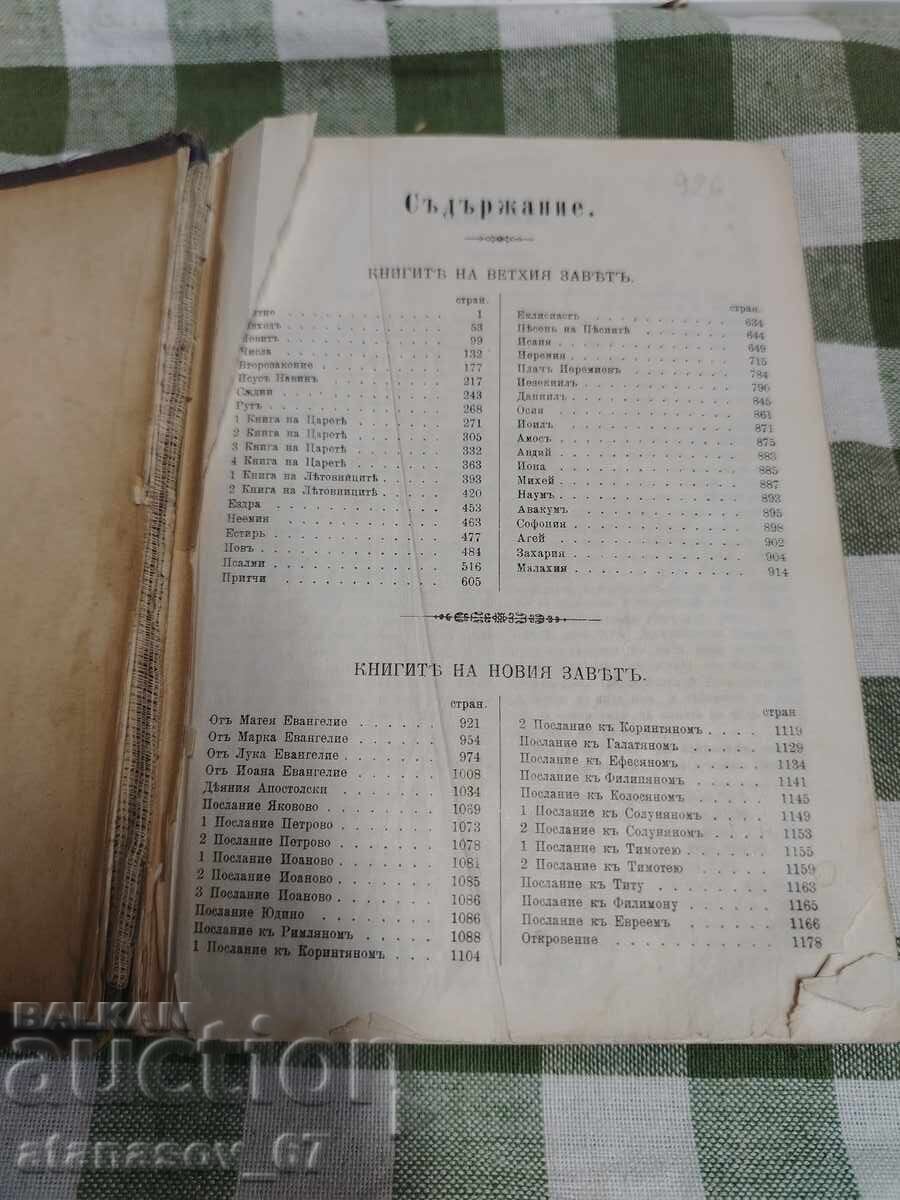 926
Съдържание.
КНИГИТѢ НА ВЕТХИЯ ЗАВѢТЪ.
стран.
1
53
99
Числа 132
Второзаконие 177
Исусъ Навинъ 217
Сѫдии 243
Рутъ 268
1 Книга на Царетѣ 271
2 Книга на Царетѣ 305
3 Книга на Царетѣ 332
4 Книга на Царетѣ 363
1 Книга на Лѣтовийцитѣ 393
2 Книга на Лѣтовниститѣ 420
Ездра 453
Неемия 463
Естирь 477
Иовъ 484
Псалми 516
Притчи 605
стран.
Еклисиастъ 634
Пѣсень на Пѣснитѣ 644
Исаия 649
Иеремия 715
Плачъ Иеремиевъ 784
Иезекиилъ 796
Даниилъ 845
Осия 861
Иоилъ 871
Амосъ 875
Авдий 883
Иона 885
Михей 887
Наумъ 893
Авакумъ 895
Софония 898
Агей 902
Захария 904
Малахия 914
КНИГИТѢ НА НОВИЯ ЗАВѢТЪ.
стран.
Отъ Матея Евангелие 921
Отъ Марка Евангелие 954
Отъ Лука Евангелие 974
Отъ Иоана Евангелие 1008
Дѣяния Апостолски 1034
Послание Яковово 1069
1 Послание Петрово 1073
2 Послание Петрово 1078
1 Послание Иоаново 1081
2 Послание Иоаново 1085
3 Послание Иоаново 1086
Послание Юдино 1086
Послание къ Римляномъ 1088
1 Послание къ Коринтяномъ 1104
стран
2 Послание къ Коринтяномъ 1119
Послание къ Галатяномъ 1129
Послание къ Ефесяномъ 1134
Послание къ Филипяномъ 1141
Послание къ Колосяномъ 1145
1 Послание къ Солуняномъ 1149
2 Послание къ Солуняномъ 1153
1 Послание къ Тимотею 1155
2 Послание къ Тимотею 1159
Послание къ Титу 1163
Послание къ Филимону 1165
Послание къ Евреемъ 1166
Откровение 1178
BALKAN
auction
atanasov_67